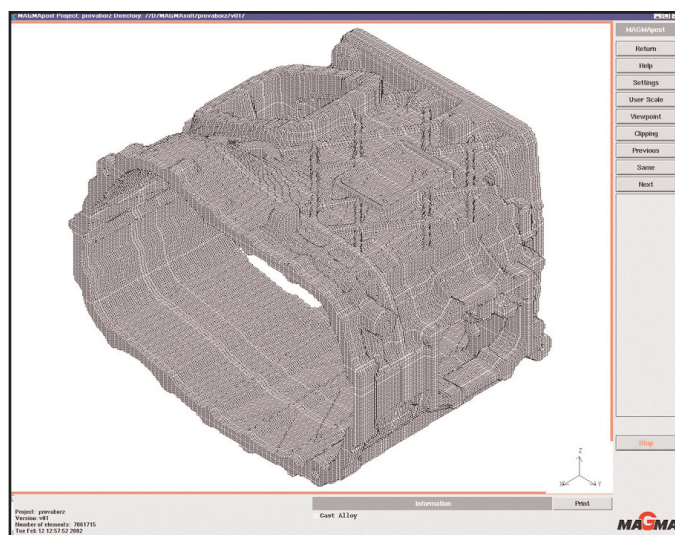 MAGMApost Project: provaborz Directory: //D/MAGMAsoft/provaborz/v01/
MAGMApost
Return
Help
Settings
User Scale
Viewpoint
Clipping
Previous
Same
Next
Stop
Z
X
Y
Information
Print
Project: provaborz
Version: v01
Number of elements: 7061715
Tue Feb 12 12:57:52 2002
Cast Alloy
MAGMA